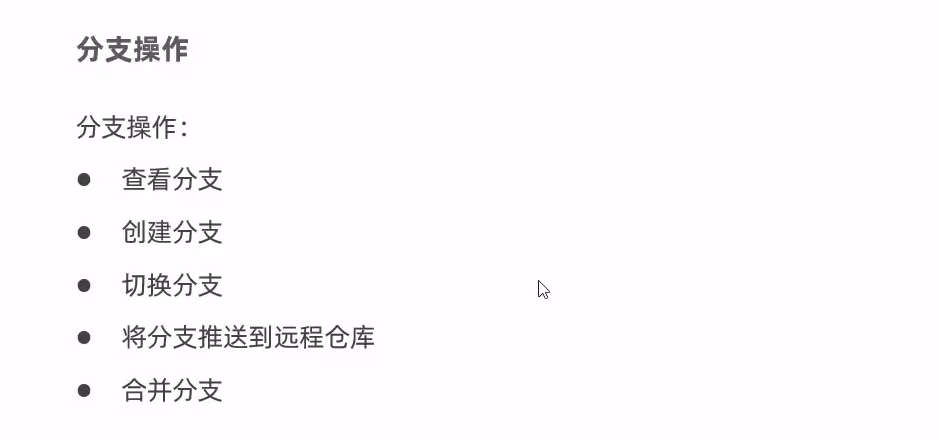 分支操作
分支操作：
● 查看分支
● 创建分支
● 切换分支
● 将分支推送到远程仓库
● 合并分支